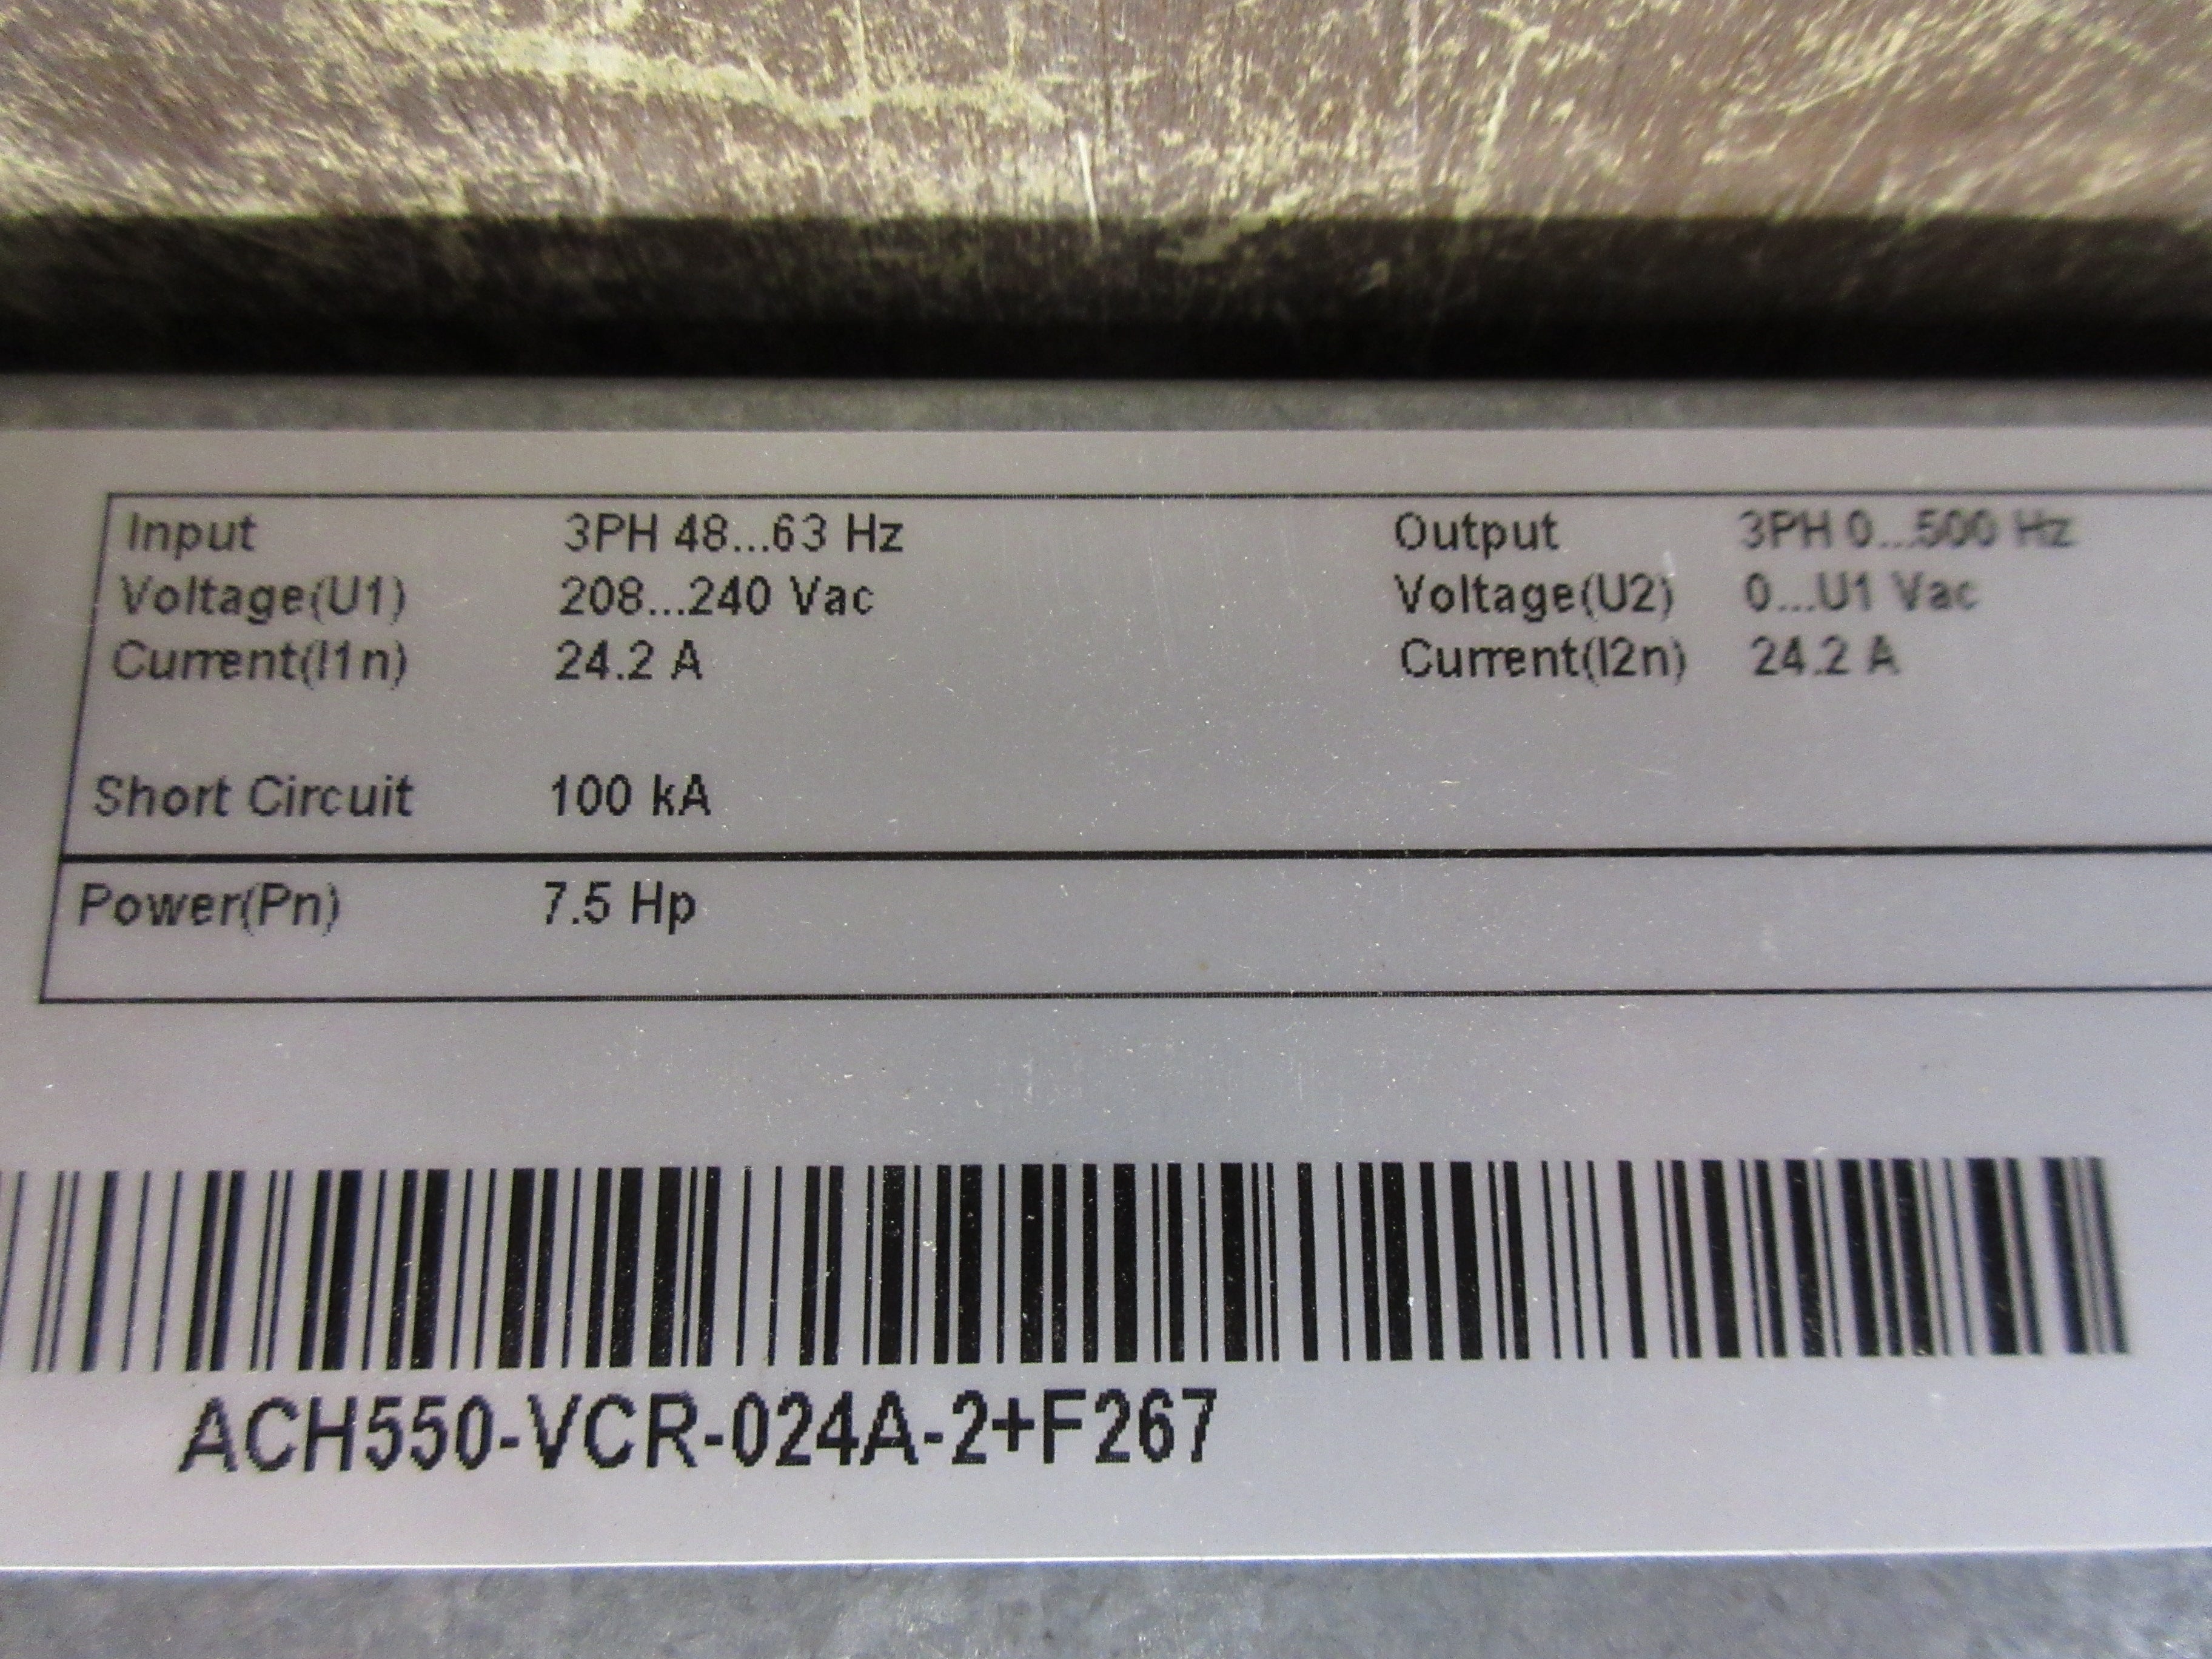 Input 3PH 48...63 Hz Output 3PH 0...500 Hz
Voltage(U1) 208...240 Vac Voltage(U2) 0...U1 Vac
Current(I1n) 24.2 A Current(I2n) 24.2 A
Short Circuit 100 kA
Power(Pn) 7.5 Hp
ACH550-VCR-024A-2+F267